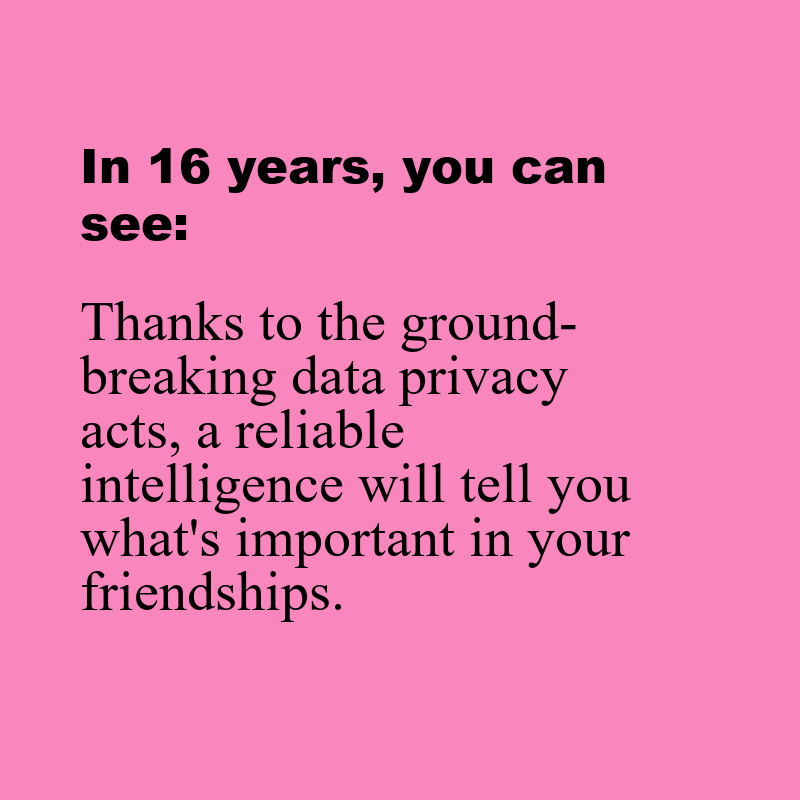 In 16 years, you can
see:
Thanks to the ground-
breaking data privacy
acts, a reliable
intelligence will tell you
what's important in your
friendships.